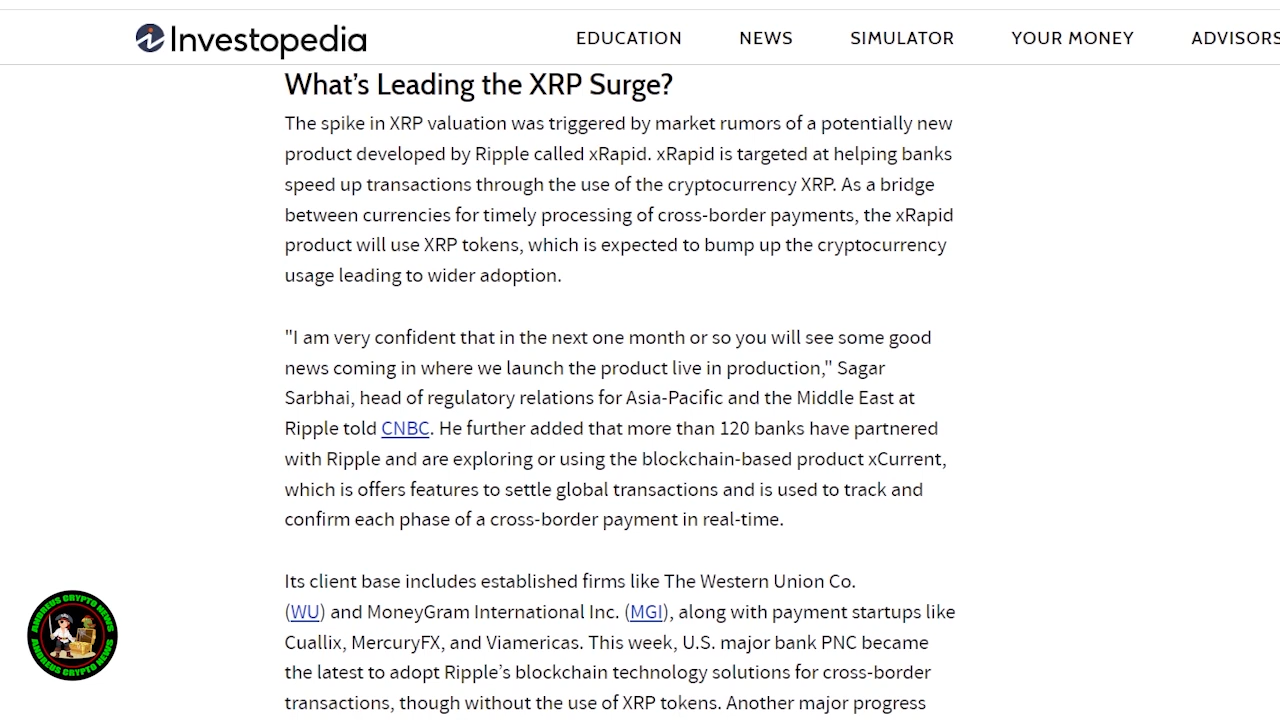 Investopedia
EDUCATION NEWS SIMULATOR YOUR MONEY ADVISORS
What's Leading the XRP Surge?
The spike in XRP valuation was triggered by market rumors of a potentially new
product developed by Ripple called xRapid. xRapid is targeted at helping banks
speed up transactions through the use of the cryptocurrency XRP. As a bridge
between currencies for timely processing of cross-border payments, the xRapid
product will use XRP tokens, which is expected to bump up the cryptocurrency
usage leading to wider adoption.
"I am very confident that in the next one month or so you will see some good
news coming in where we launch the product live in production," Sagar
Sarbhai, head of regulatory relations for Asia-Pacific and the Middle East at
Ripple told CNBC. He further added that more than 120 banks have partnered
with Ripple and are exploring or using the blockchain-based product xCurrent,
which is offers features to settle global transactions and is used to track and
confirm each phase of a cross-border payment in real-time.
Its client base includes established firms like The Western Union Co.
(WU) and MoneyGram International Inc. (MGI), along with payment startups like
Cuallix, MercuryFX, and Viamericas. This week, U.S. major bank PNC became
the latest to adopt Ripple's blockchain technology solutions for cross-border
transactions, though without the use of XRP tokens. Another major progress
ANDREUS CRYPTO NEWS
ANDREUS CRYPTO NEWS